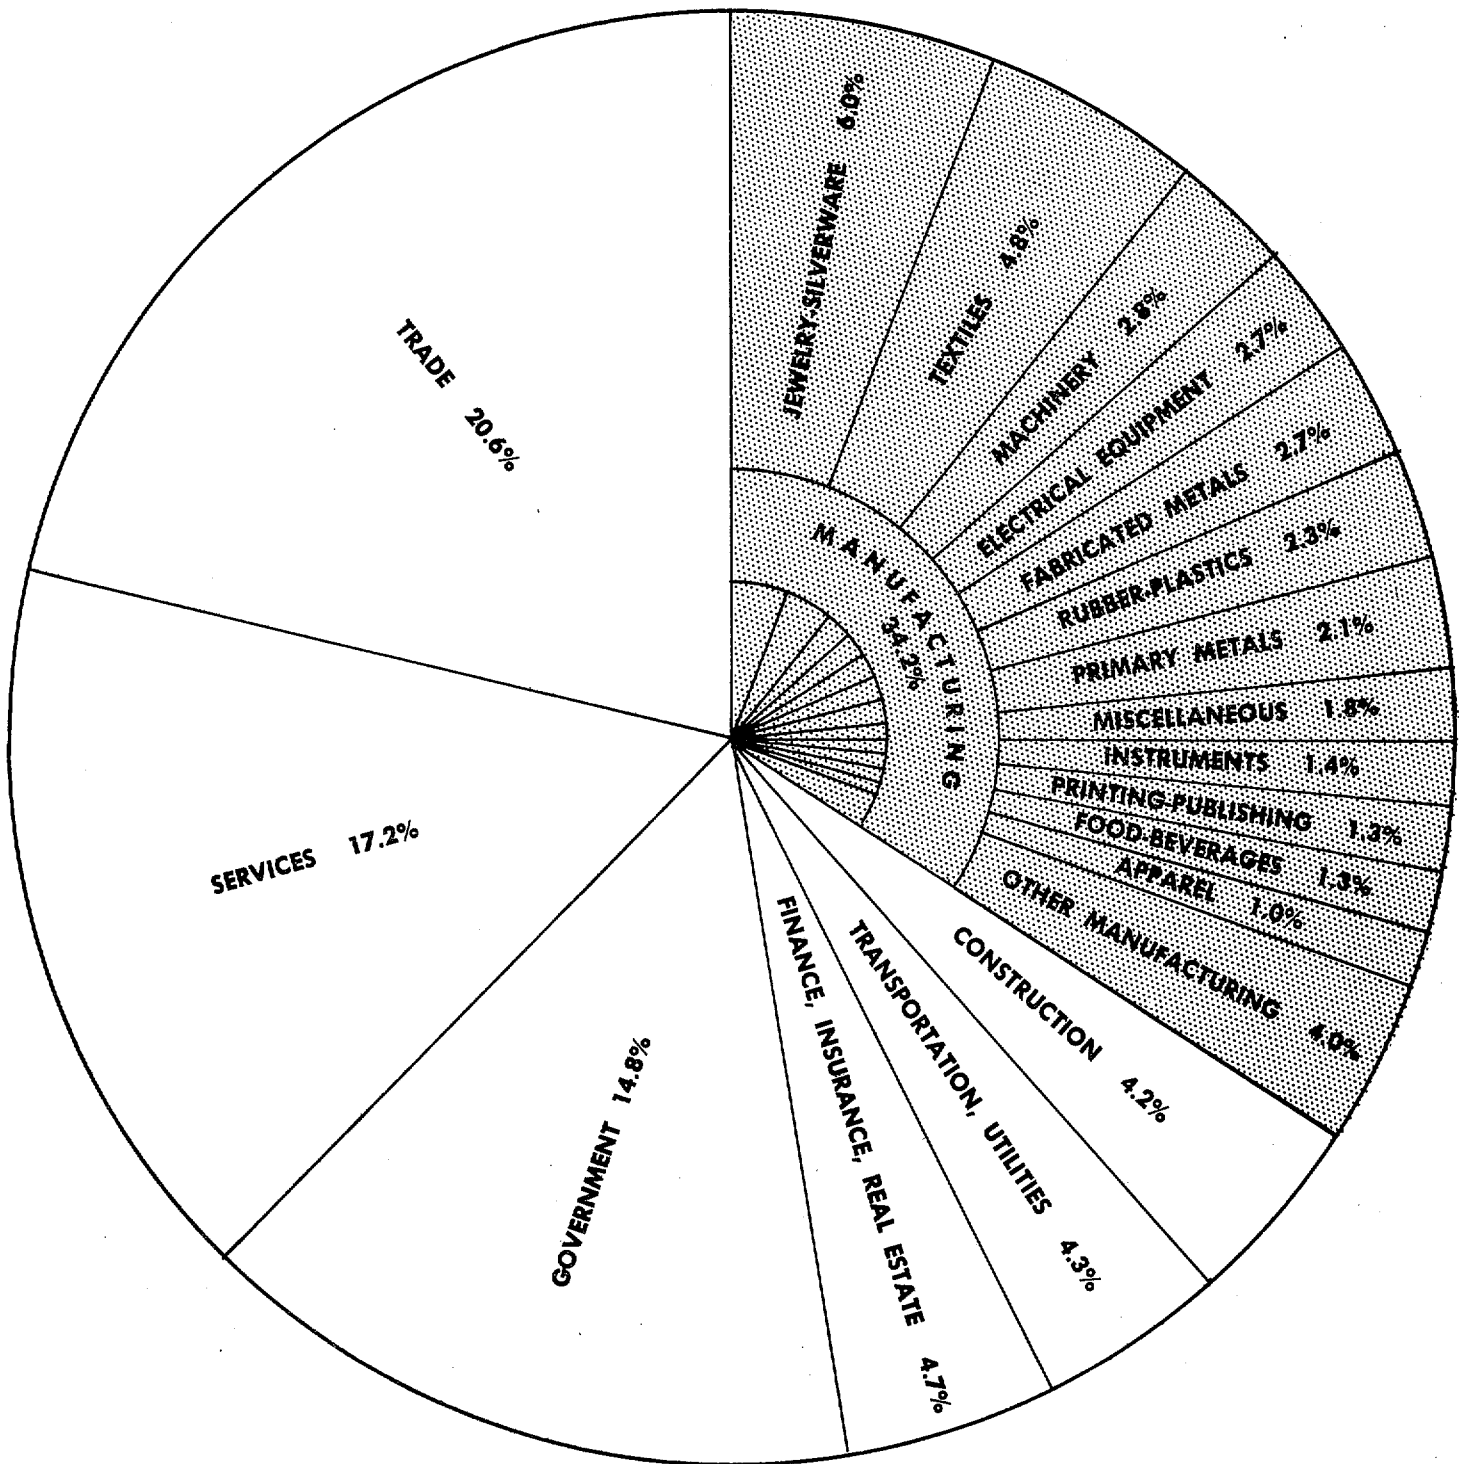 JEWELRY-SILVERWARE 6.0%
TEXTILES 4.8%
MACHINERY 2.8%
ELECTRICAL EQUIPMENT 2.7%
FABRICATED METALS 2.7%
RUBBER-PLASTICS 2.3%
PRIMARY METALS 2.1%
MISCELLANEOUS 1.8%
INSTRUMENTS 1.4%
PRINTING-PUBLISHING 1.3%
FOOD-BEVERAGES 1.3%
APPAREL 1.0%
OTHER MANUFACTURING 4.0%
MANUFACTURING
34.2%
CONSTRUCTION 4.2%
TRANSPORTATION, UTILITIES 4.3%
FINANCE, INSURANCE, REAL ESTATE 4.7%
GOVERNMENT 14.8%
SERVICES 17.2%
TRADE 20.6%